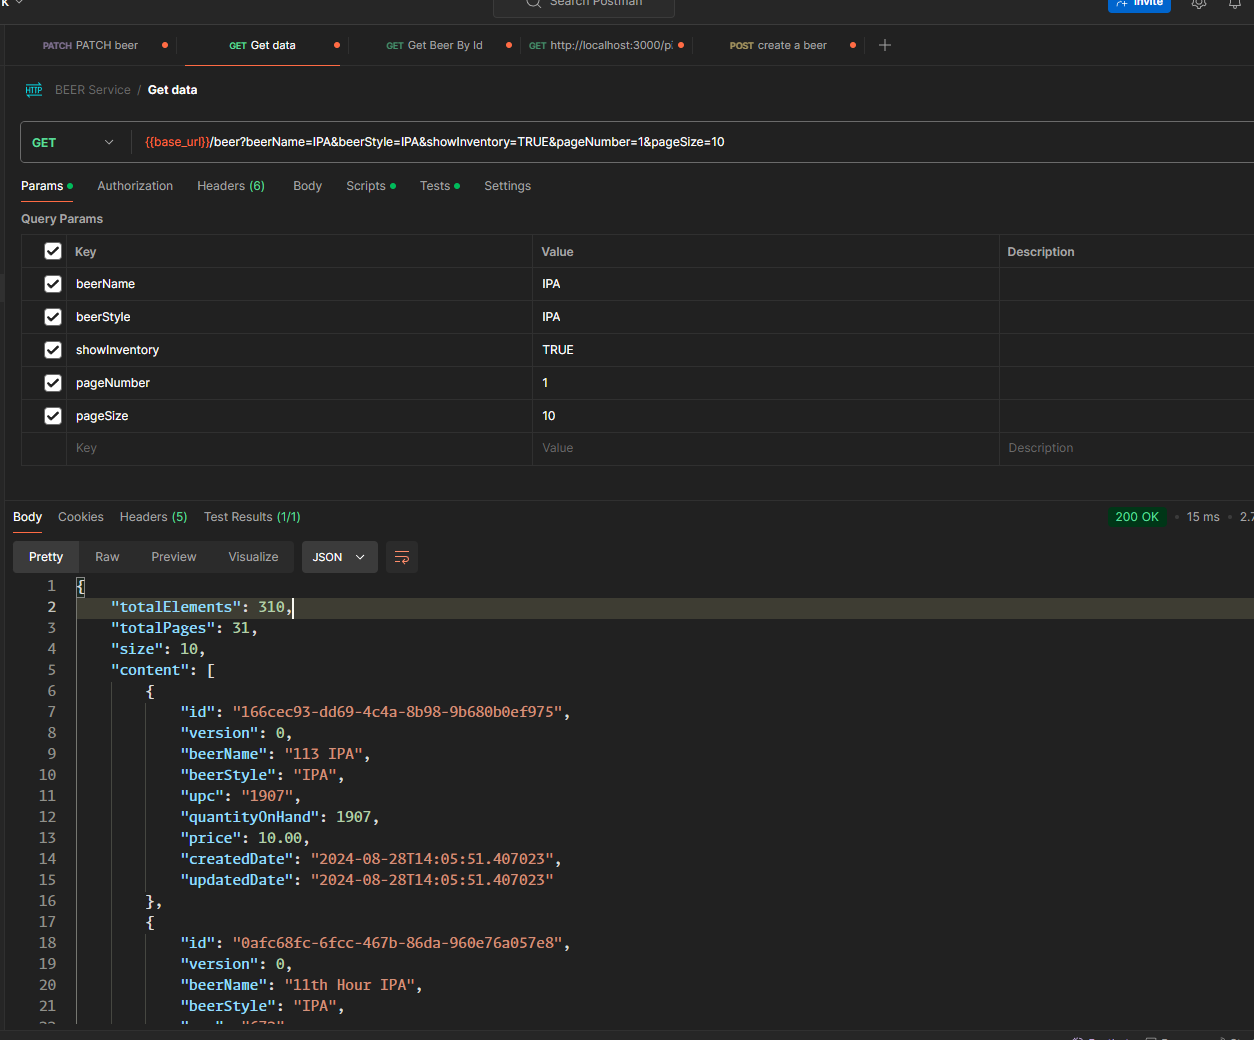 K
Search Postman
Invite
PATCH PATCH beer
GET Get data
GET Get Beer By Id
GET http://localhost:3000/p
POST create a beer
HTTP BEER Service / Get data
GET {{base_url}}/beer?beerName=IPA&beerStyle=IPA&showInventory=TRUE&pageNumber=1&pageSize=10
Params Authorization Headers (6) Body Scripts Tests Settings
Query Params
Key Value Description
beerName IPA
beerStyle IPA
showInventory TRUE
pageNumber 1
pageSize 10
Key Value Description
Body Cookies Headers (5) Test Results (1/1) 200 OK 15 ms 2.7
Pretty Raw Preview Visualize JSON
1 {
2 "totalElements": 310,
3 "totalPages": 31,
4 "size": 10,
5 "content": [
6 {
7 "id": "166cec93-dd69-4c4a-8b98-9b680b0ef975",
8 "version": 0,
9 "beerName": "113 IPA",
10 "beerStyle": "IPA",
11 "upc": "1907",
12 "quantityOnHand": 1907,
13 "price": 10.00,
14 "createdDate": "2024-08-28T14:05:51.407023",
15 "updatedDate": "2024-08-28T14:05:51.407023"
16 },
17 {
18 "id": "0afc68fc-6fcc-467b-86da-960e76a057e8",
19 "version": 0,
20 "beerName": "11th Hour IPA",
21 "beerStyle": "IPA",